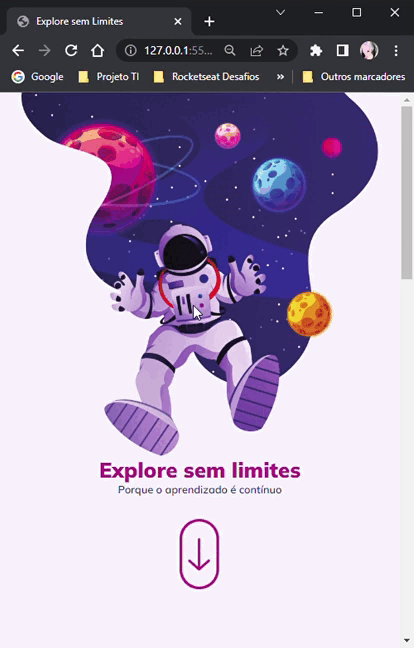 Explore sem Limites
127.0.0.1:55...
Google
Projeto TI
Rocketseat Desafios
»
Outros marcadores
Explore sem limites
Porque o aprendizado é contínuo